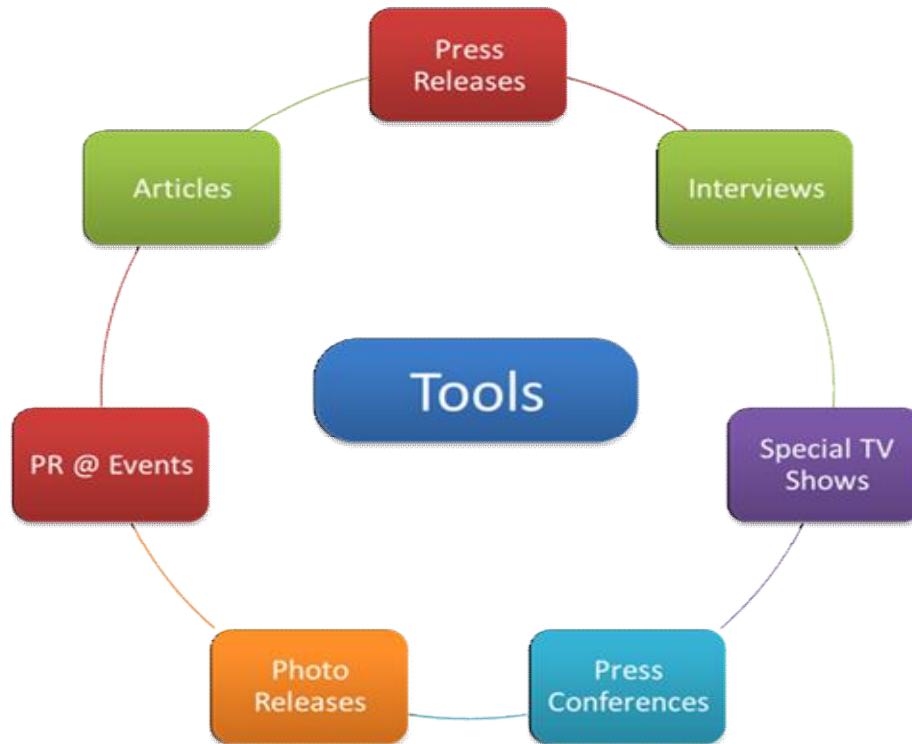 Press
Releases
Articles
Interviews
Tools
PR @ Events
Special TV
Shows
Photo
Releases
Press
Conferences